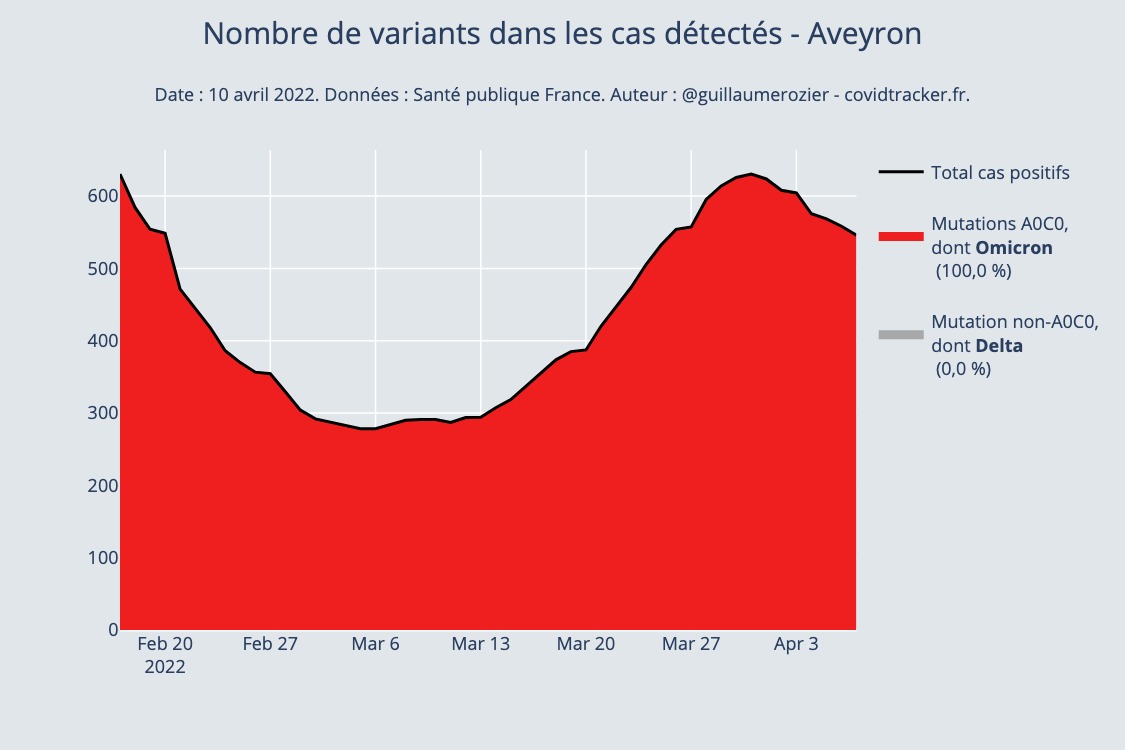 Nombre de variants dans les cas détectés - Aveyron
Date : 10 avril 2022. Données : Santé publique France. Auteur : @guillaumerozier - covidtracker.fr.
Total cas positifs
Mutations A0C0,
dont Omicron
(100,0 %)
Mutation non-A0C0,
dont Delta
(0,0 %)
600
500
400
300
200
100
0
Feb 20 Feb 27 Mar 6 Mar 13 Mar 20 Mar 27 Apr 3
2022